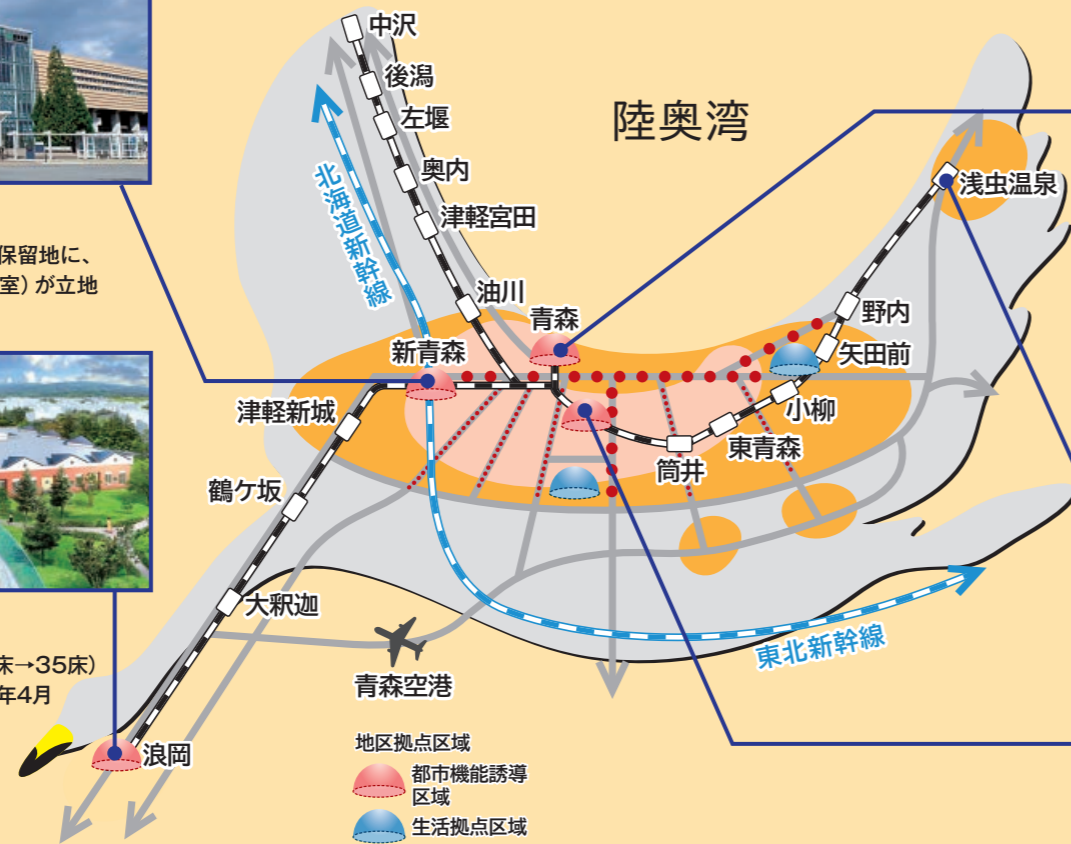 中沢
後潟
左堰
奥内
津軽宮田
油川
北海道新幹線
陸奥湾
浅虫温泉
保留地に、
室）が立地
青森
新青森
野内
矢田前
小柳
東青森
筒井
津軽新城
鶴ケ坂
大釈迦
床→35床）
年4月
浪岡
青森空港
東北新幹線
地区拠点区域
都市機能誘導
区域
生活拠点区域